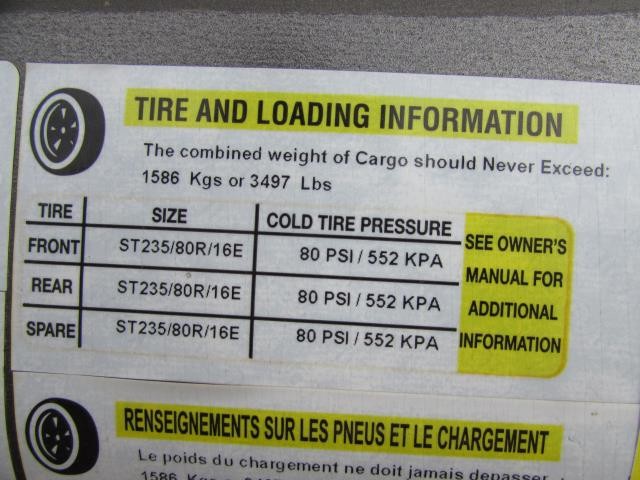 TIRE AND LOADING INFORMATION
The combined weight of Cargo should Never Exceed:
1586 Kgs or 3497 Lbs
TIRE SIZE COLD TIRE PRESSURE
FRONT ST235/80R/16E 80 PSI / 552 KPA
REAR ST235/80R/16E 80 PSI / 552 KPA
SPARE ST235/80R/16E 80 PSI / 552 KPA
SEE OWNER'S
MANUAL FOR
ADDITIONAL
INFORMATION
RENSEIGNEMENTS SUR LES PNEUS ET LE CHARGEMENT
Le poids du chargement ne doit jamais depasser
1586